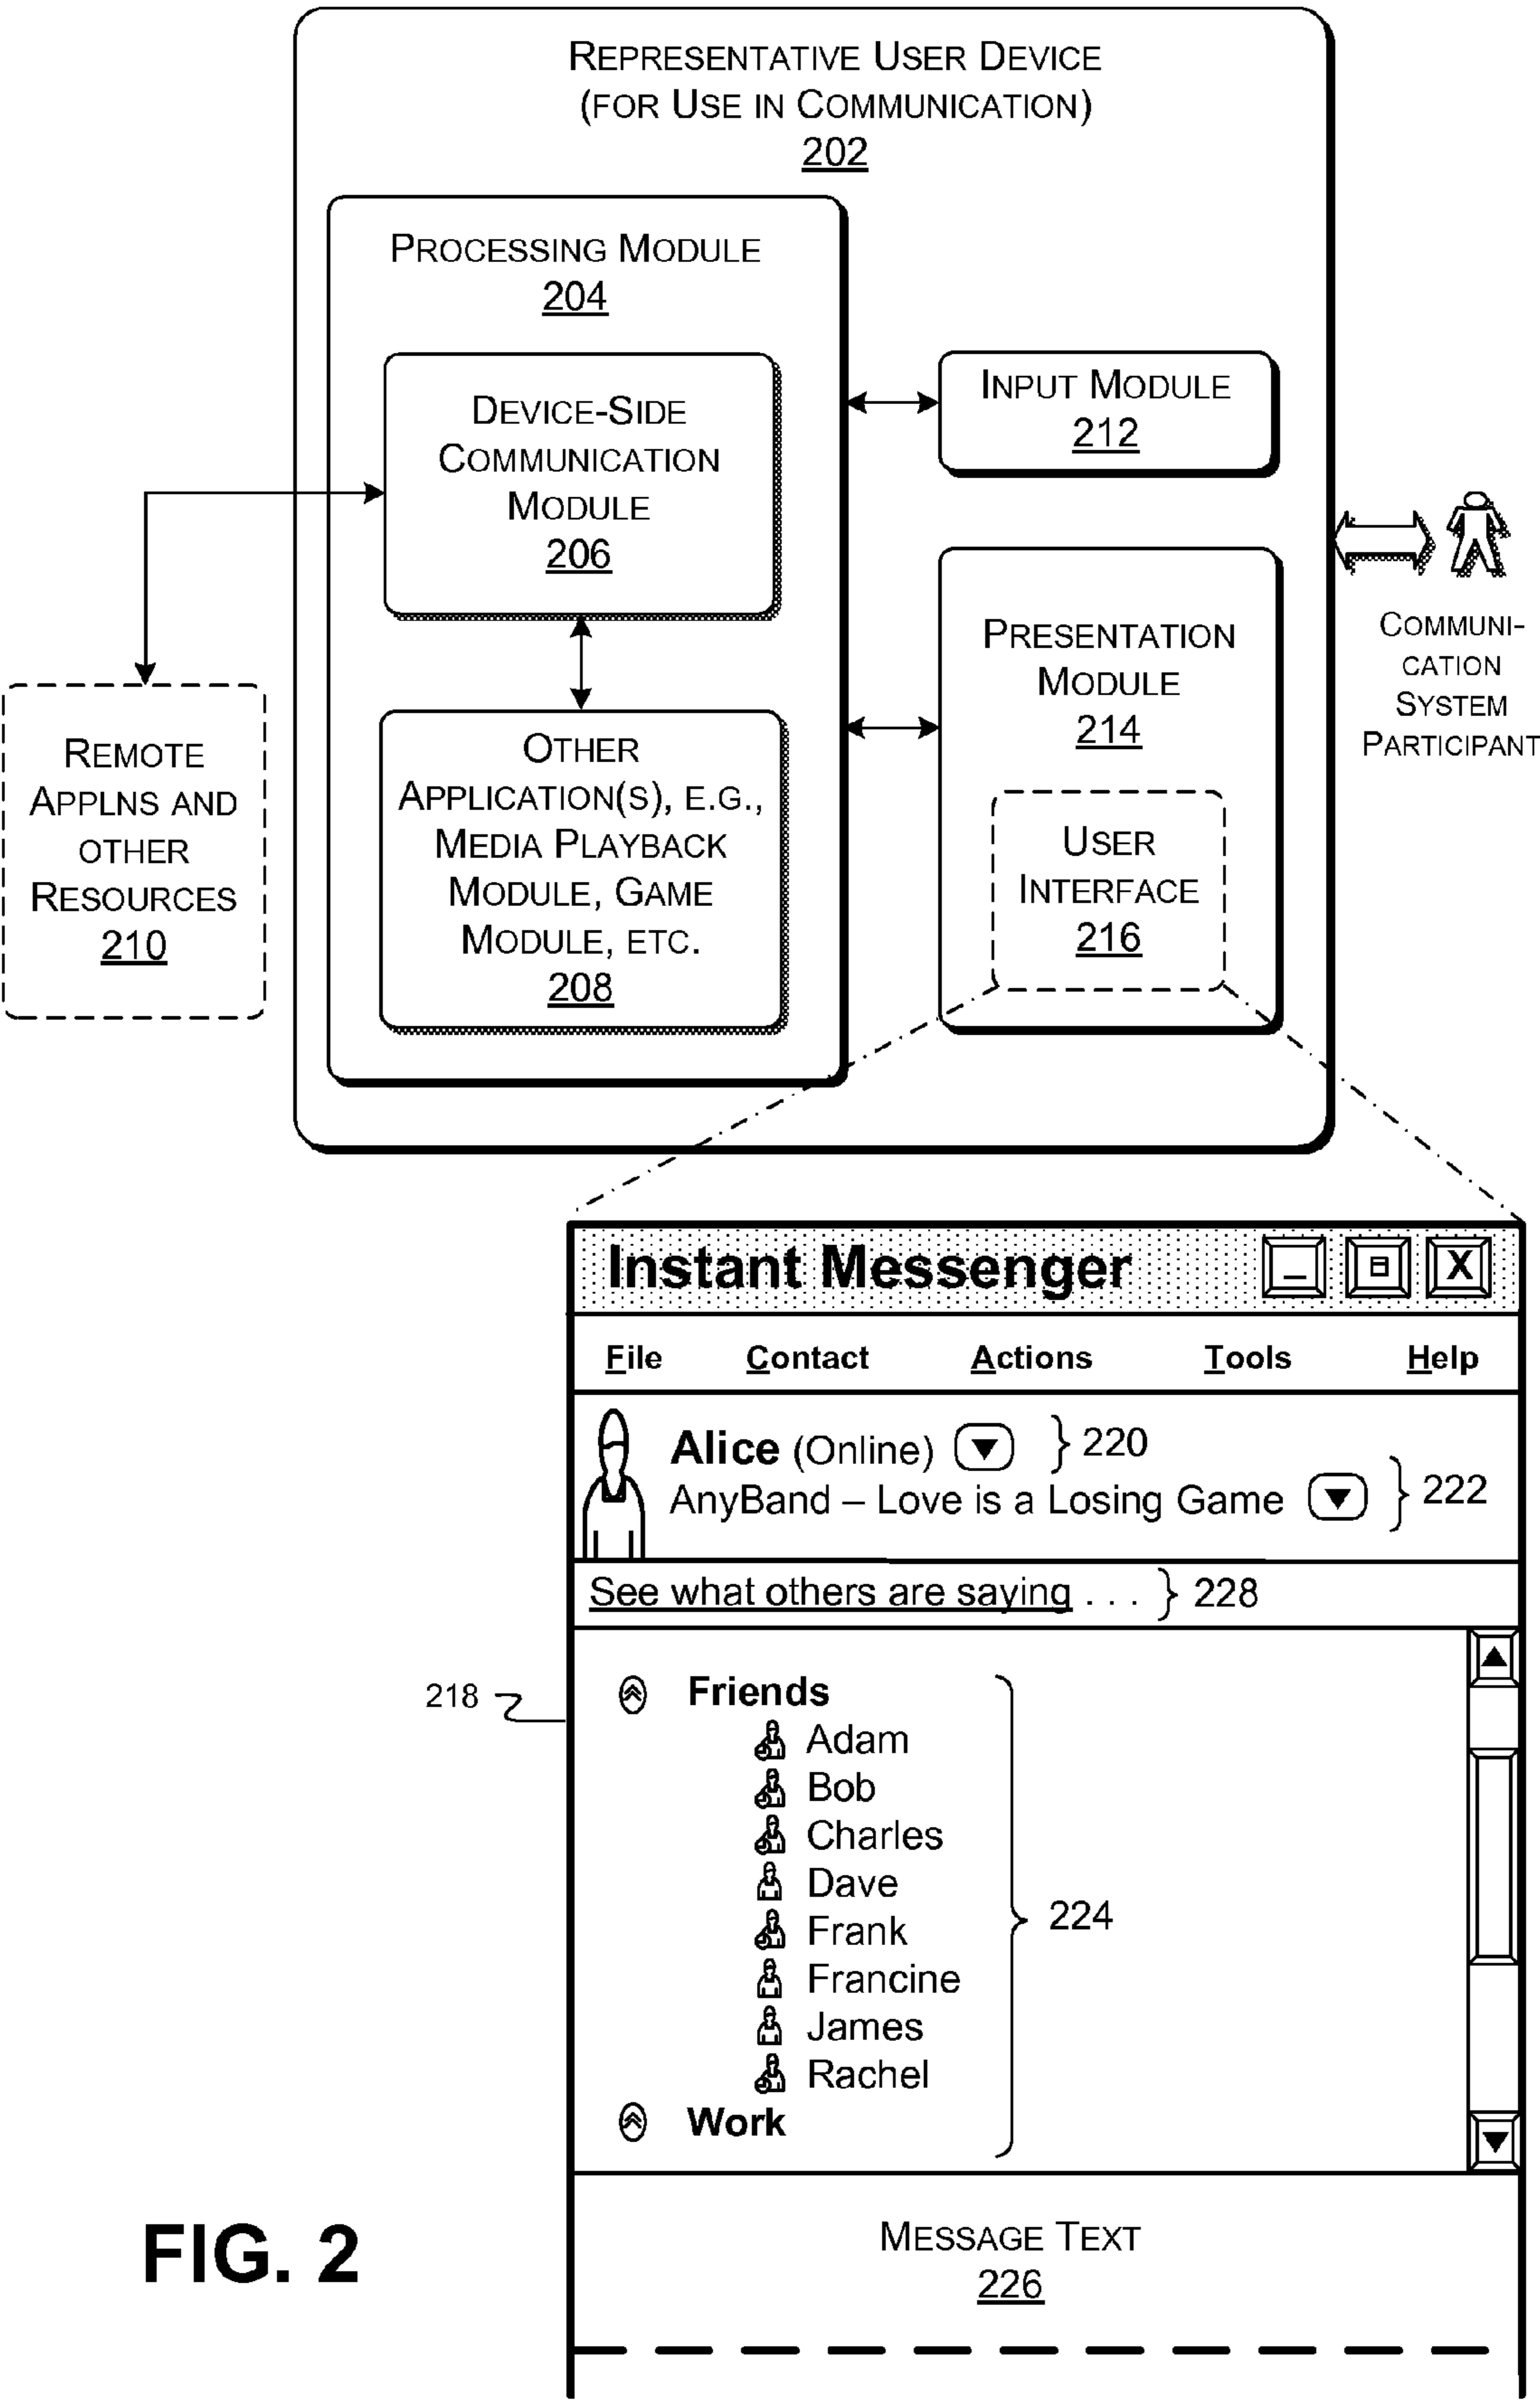 REPRESENTATIVE USER DEVICE
(FOR USE IN COMMUNICATION)
202
PROCESSING MODULE
204
DEVICE-SIDE
COMMUNICATION
MODULE
206
OTHER
APPLICATION(S), E.G.,
MEDIA PLAYBACK
MODULE, GAME
MODULE, ETC.
208
REMOTE
APPLNS AND
OTHER
RESOURCES
210
INPUT MODULE
212
PRESENTATION
MODULE
214
USER
INTERFACE
216
COMMUNI-
CATION
SYSTEM
PARTICIPANT
Instant Messenger
X
File Contact Actions Tools Help
Alice (Online) 220
AnyBand – Love is a Losing Game 222
See what others are saying . . . 228
218
Friends
Adam
Bob
Charles
Dave
Frank
Francine
James
Rachel
Work
224
MESSAGE TEXT
226
FIG. 2